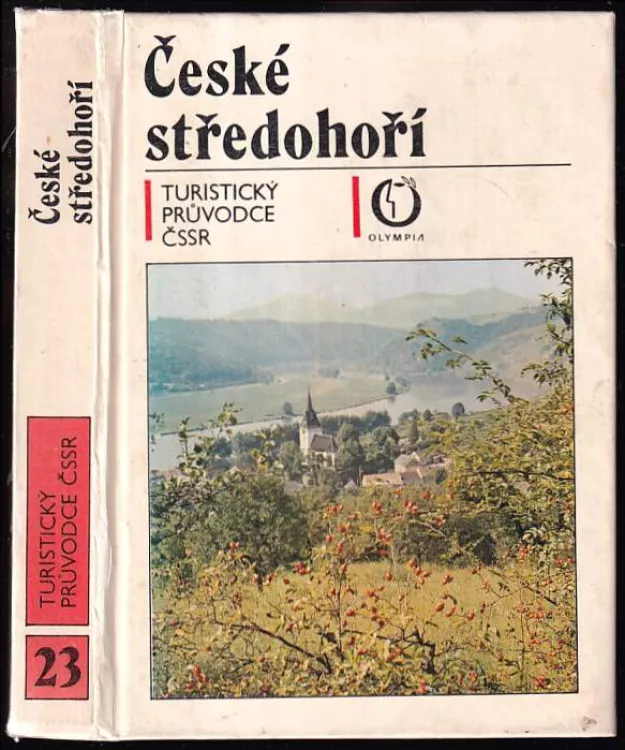 České
středohoří
TURISTICKÝ
PRŮVODCE
ČSSR
OLYMPIA
České
středohoří
TURISTICKÝ
PRŮVODCE ČSSR
23